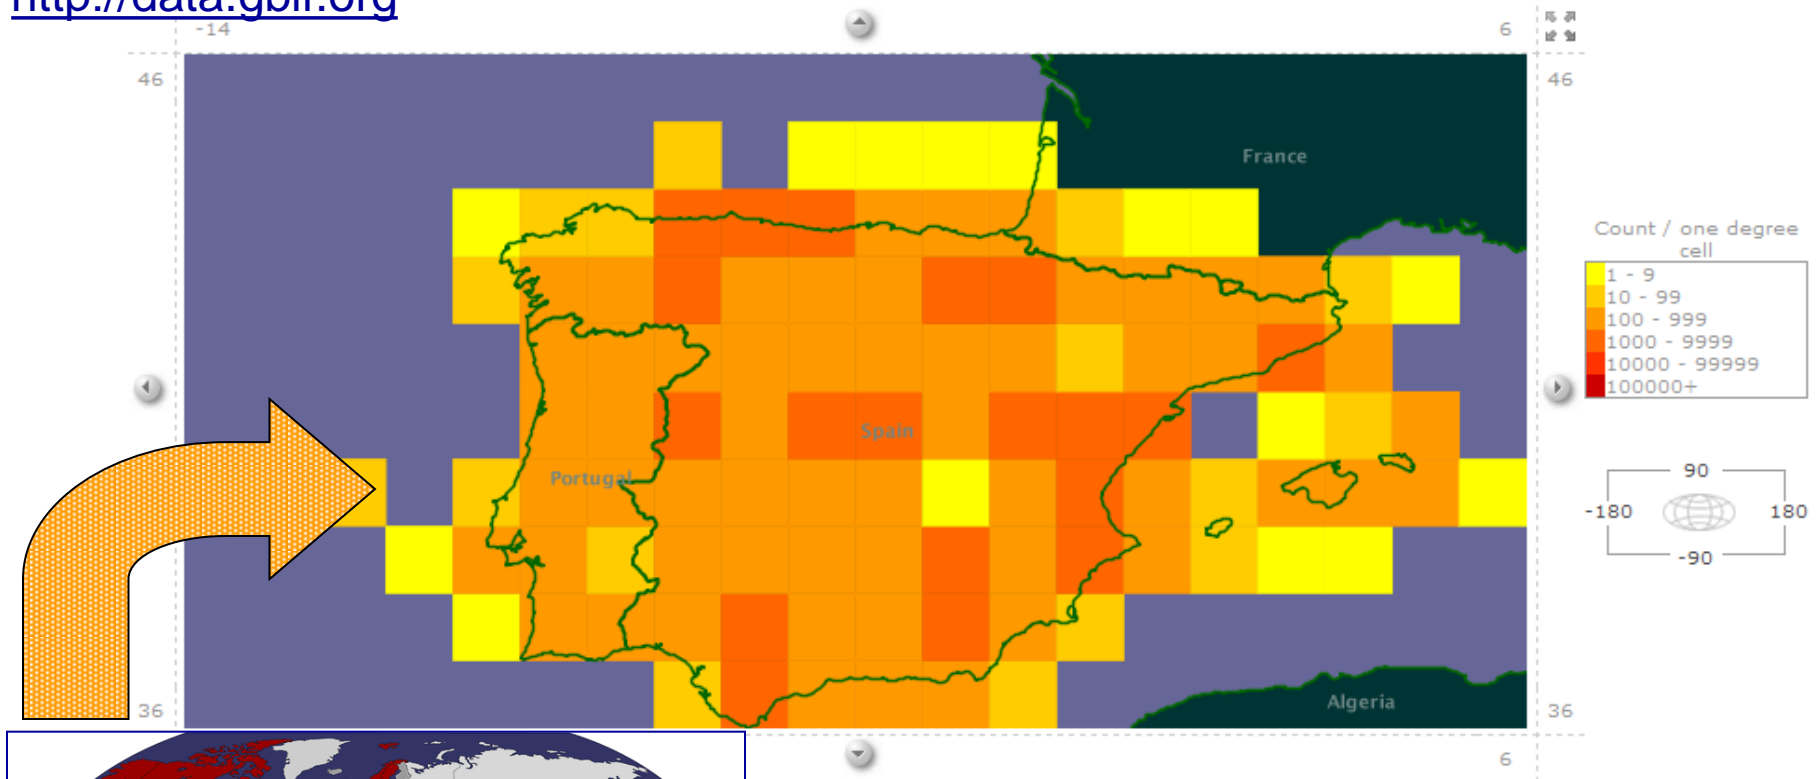 http://data.gbif.org
-14
6
46
46
France
Count / one degree
cell
1 - 9
10 - 99
100 - 999
1000 - 9999
10000 - 99999
100000+
Spain
Portugal
90
-180
180
-90
Algeria
36
36
6